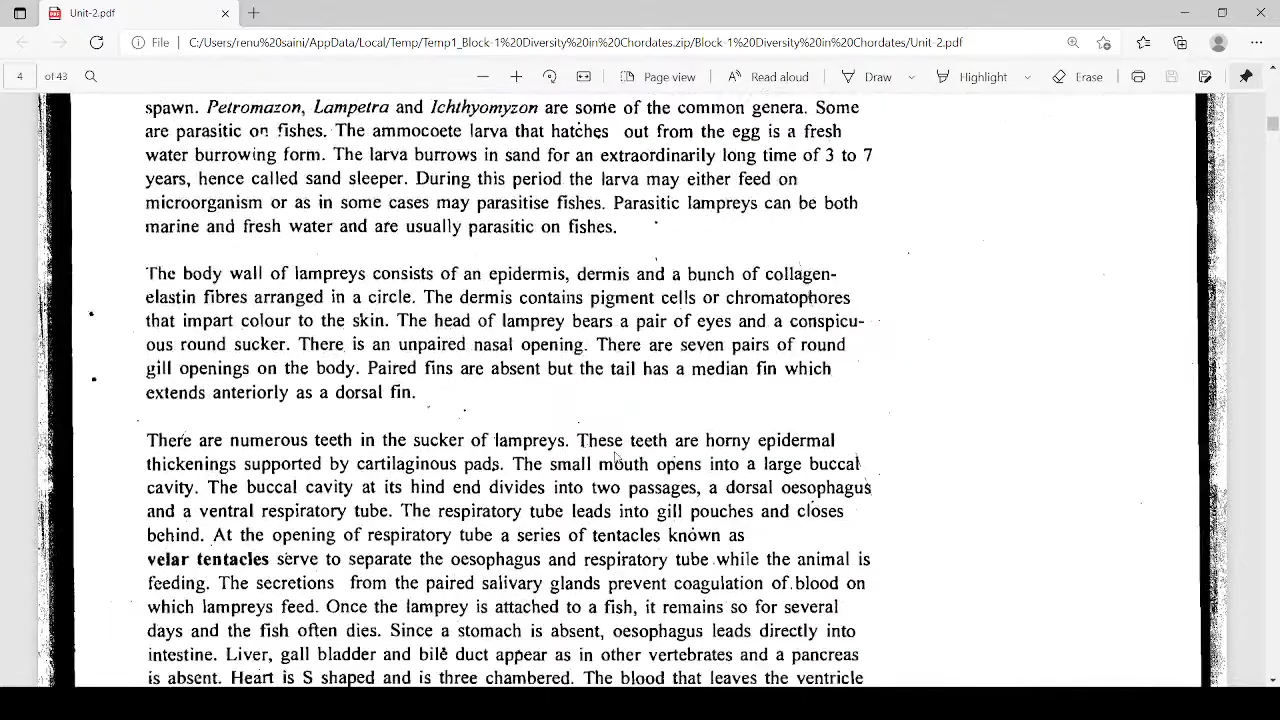 Unit-2.pdf
File C:/Users/renu%20saini/AppData/Local/Temp/Temp1_Block-1%20Diversity%20in%20Chordates.zip/Block-1%20Diversity%20in%20Chordates/Unit-2.pdf
4 of 43 Page view Read aloud Draw Highlight Erase
spawn. Petromazon, Lampetra and Ichthyomyzon are some of the common genera. Some
are parasitic on fishes. The ammocoete larva that hatches out from the egg is a fresh
water burrowing form. The larva burrows in sand for an extraordinarily long time of 3 to 7
years, hence called sand sleeper. During this period the larva may either feed on
microorganism or as in some cases may parasitise fishes. Parasitic lampreys can be both
marine and fresh water and are usually parasitic on fishes.
The body wall of lampreys consists of an epidermis, dermis and a bunch of collagen-
elastin fibres arranged in a circle. The dermis contains pigment cells or chromatophores
that impart colour to the skin. The head of lamprey bears a pair of eyes and a conspicu-
ous round sucker. There is an unpaired nasal opening. There are seven pairs of round
gill openings on the body. Paired fins are absent but the tail has a median fin which
extends anteriorly as a dorsal fin.
There are numerous teeth in the sucker of lampreys. These teeth are horny epidermal
thickenings supported by cartilaginous pads. The small mouth opens into a large buccal
cavity. The buccal cavity at its hind end divides into two passages, a dorsal oesophagus
and a ventral respiratory tube. The respiratory tube leads into gill pouches and closes
behind. At the opening of respiratory tube a series of tentacles known as
velar tentacles serve to separate the oesophagus and respiratory tube while the animal is
feeding. The secretions from the paired salivary glands prevent coagulation of blood on
which lampreys feed. Once the lamprey is attached to a fish, it remains so for several
days and the fish often dies. Since a stomach is absent, oesophagus leads directly into
intestine. Liver, gall bladder and bile duct appear as in other vertebrates and a pancreas
is absent. Heart is S shaped and is three chambered. The blood that leaves the ventricle